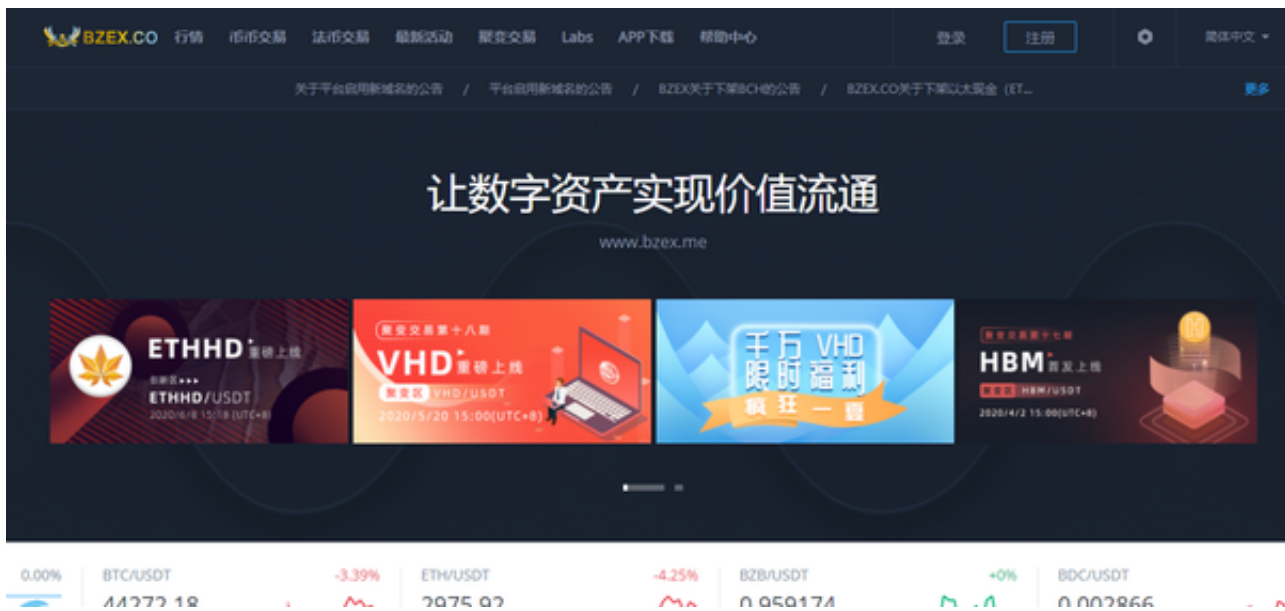 BZEX.CO 行情 币币交易 法币交易 最新活动 聚变交易 Labs APP下载 帮助中心 登录 注册 简体中文
关于平台启用新域名的公告 / 平台启用新域名的公告 / BZEX关于下架BCH的公告 / BZEX.CO关于下架以太现金（ET... 更多
让数字资产实现价值流通
www.bzex.me
ETHHD 重磅上线
创新区
ETHHD/USDT
2020/6/8 15:18 (UTC+8)
聚变交易第十八期
VHD 重磅上线
聚变区 VHD/USDT
2020/5/20 15:00(UTC+8)
千万 VHD
限时福利
疯狂一夏
聚变交易第十七期
HBM 首发上线
聚变区 HBM/USDT
2020/4/2 15:00(UTC+8)
0.00% BTC/USDT -3.39% ETH/USDT -4.25% BZB/USDT +0% BDC/USDT
44272.18 2975.92 0.959174 0.002866